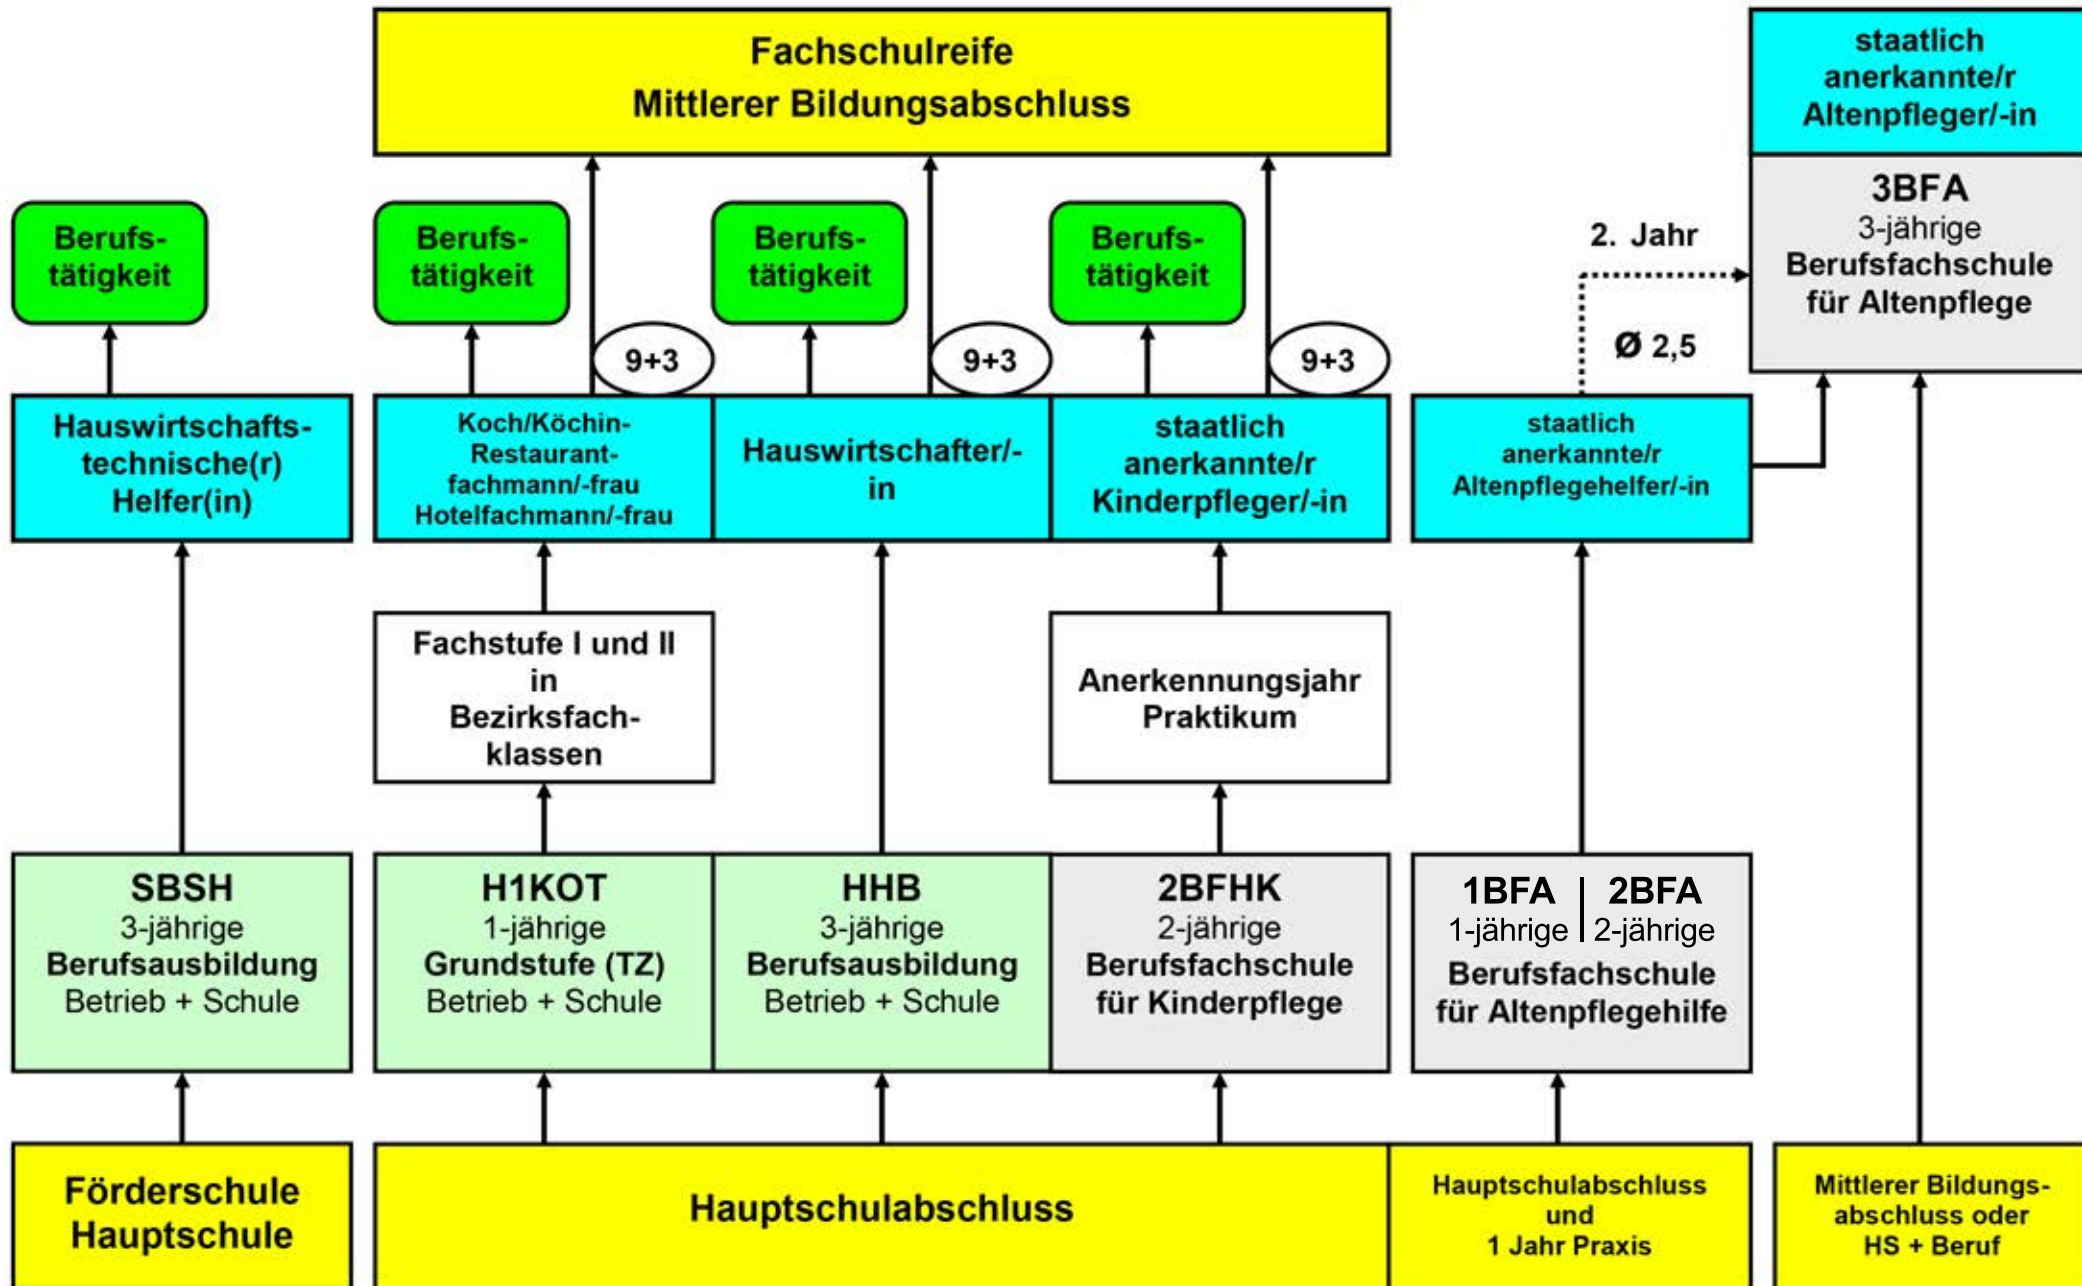 Fachschulreife
Mittlerer Bildungsabschluss
staatlich
anerkannte/r
Altenpfleger/-in
3BFA
3-jährige
Berufsfachschule
für Altenpflege
Berufs-
tätigkeit
Berufs-
tätigkeit
Berufs-
tätigkeit
Berufs-
tätigkeit
2. Jahr
Ø 2,5
9+3
9+3
9+3
Hauswirtschafts-
technische(r)
Helfer(in)
Koch/Köchin-
Restaurant-
fachmann/-frau
Hotelfachmann/-frau
Hauswirtschafter/-
in
staatlich
anerkannte/r
Kinderpfleger/-in
staatlich
anerkannte/r
Altenpflegehelfer/-in
Fachstufe I und II
in
Bezirksfach-
klassen
Anerkennungsjahr
Praktikum
SBSH
3-jährige
Berufsausbildung
Betrieb + Schule
H1KOT
1-jährige
Grundstufe (TZ)
Betrieb + Schule
HHB
3-jährige
Berufsausbildung
Betrieb + Schule
2BFHK
2-jährige
Berufsfachschule
für Kinderpflege
1BFA | 2BFA
1-jährige | 2-jährige
Berufsfachschule
für Altenpflegehilfe
Förderschule
Hauptschule
Hauptschulabschluss
Hauptschulabschluss
und
1 Jahr Praxis
Mittlerer Bildungs-
abschluss oder
HS + Beruf